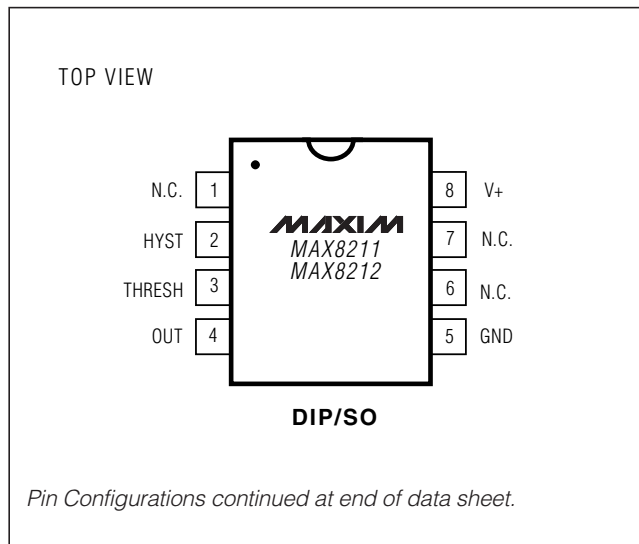 TOP VIEW
N.C. 1
HYST 2
THRESH 3
OUT 4
MAXIM
MAX8211
MAX8212
8 V+
7 N.C.
6 N.C.
5 GND
DIP/SO
Pin Configurations continued at end of data sheet.